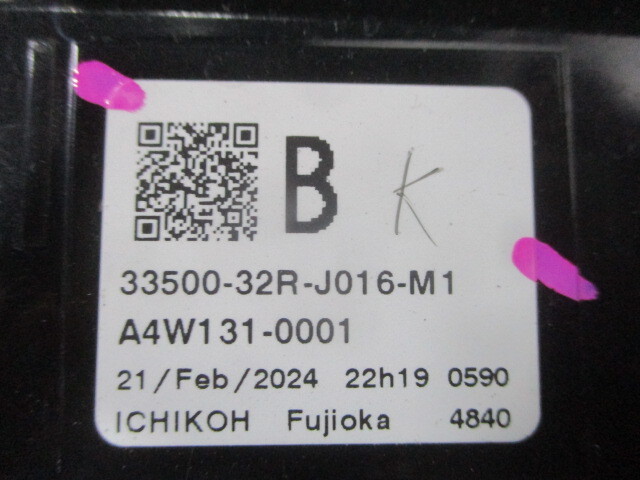 B K
33500-32R-J016-M1
A4W131-0001
21/Feb/2024 22h19 0590
ICHIKOH Fujioka 4840